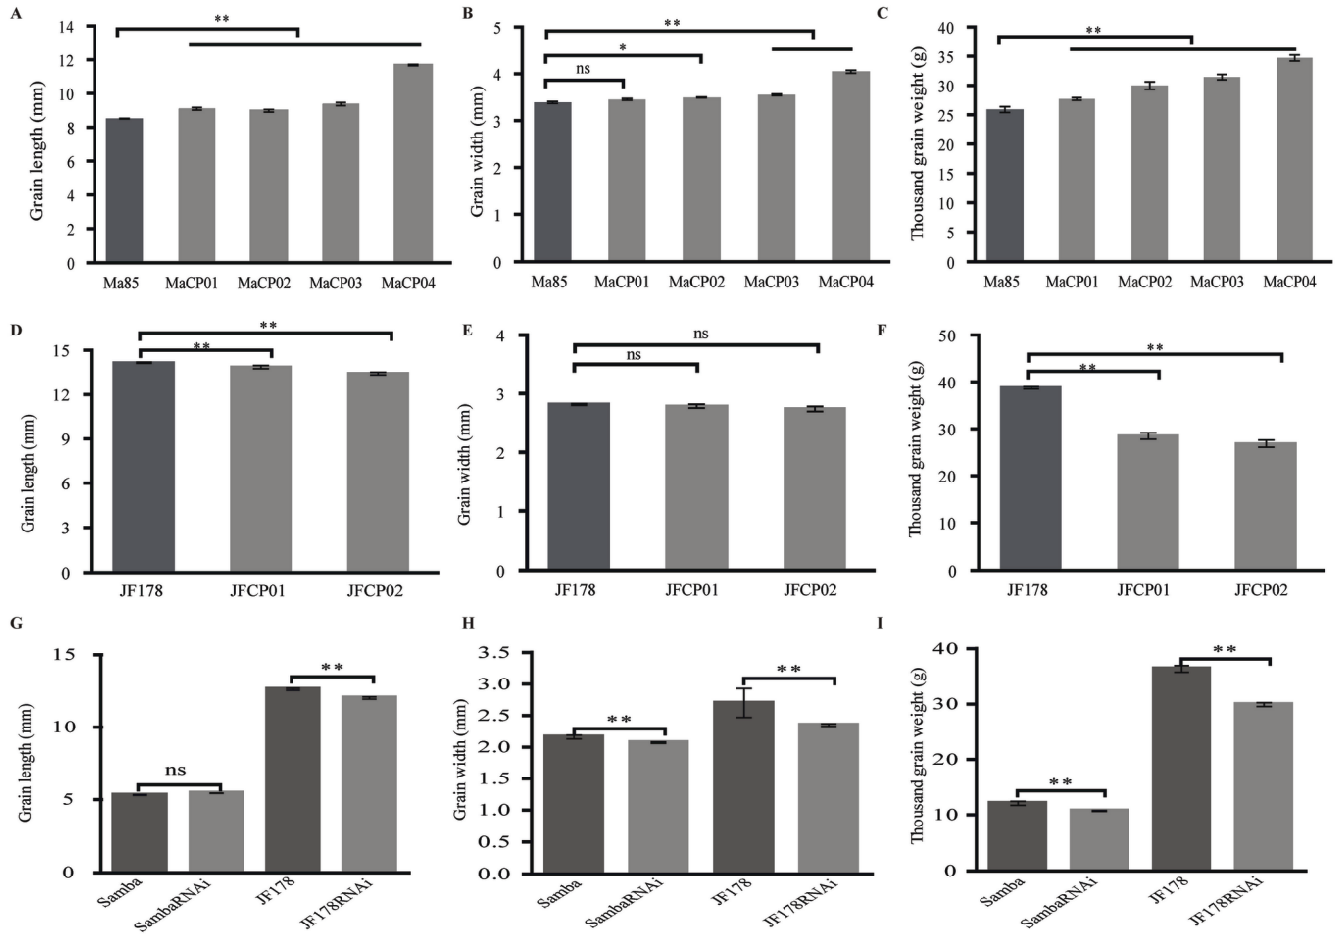 A
Grain length (mm)
14
12
10
8
6
4
2
0
**
Ma85 MaCP01 MaCP02 MaCP03 MaCP04
B
Grain width (mm)
5
4
3
2
1
0
**
*
ns
Ma85 MaCP01 MaCP02 MaCP03 MaCP04
C
Thousand grain weight (g)
40
35
30
25
20
15
10
5
0
**
Ma85 MaCP01 MaCP02 MaCP03 MaCP04
D
Grain length (mm)
15
12
9
6
3
0
**
**
JF178 JFCP01 JFCP02
E
Grain width (mm)
4
3
2
1
0
ns
ns
JF178 JFCP01 JFCP02
F
Thousand grain weight (g)
50
40
30
20
10
0
**
**
JF178 JFCP01 JFCP02
G
Grain length (mm)
15
10
5
0
ns
**
Samba SambaRNAi JF178 JF178RNAi
H
Grain width (mm)
3.5
3.0
2.5
2.0
1.5
1.0
0.5
0.0
**
**
Samba SambaRNAi JF178 JF178RNAi
I
Thousand grain weight (g)
40
30
20
10
0
**
**
Samba SambaRNAi JF178 JF178RNAi